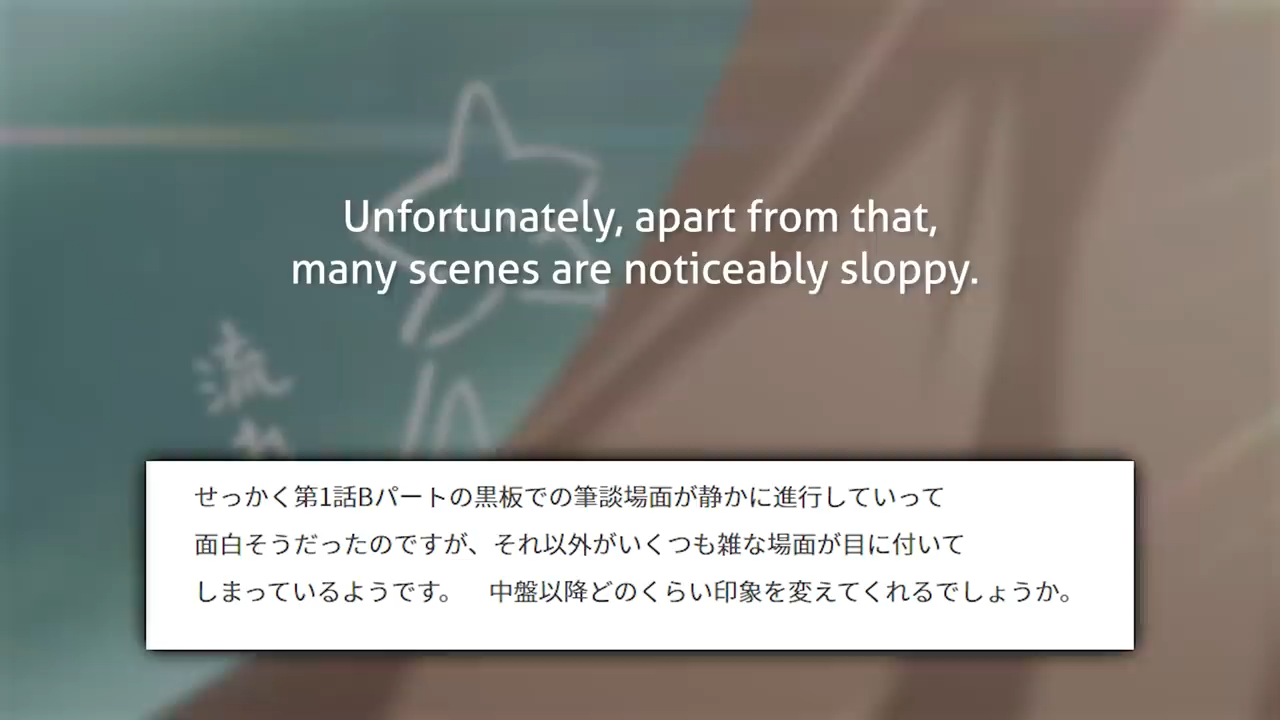 Unfortunately, apart from that,
many scenes are noticeably sloppy.
流
せっかく第1話Bパートの黒板での筆談場面が静かに進行していって
面白そうだったのですが、それ以外がいくつも雑な場面が目に付いて
しまっているようです。　中盤以降どのくらい印象を変えてくれるでしょうか。